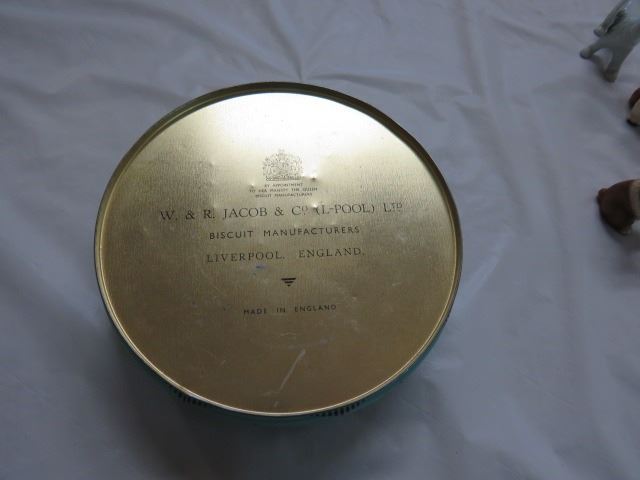 BY APPOINTMENT
TO HER MAJESTY THE QUEEN
BISCUIT MANUFACTURERS
W. & R. JACOB & Co (L-POOL) LTD
BISCUIT MANUFACTURERS
LIVERPOOL. ENGLAND.
MADE IN ENGLAND